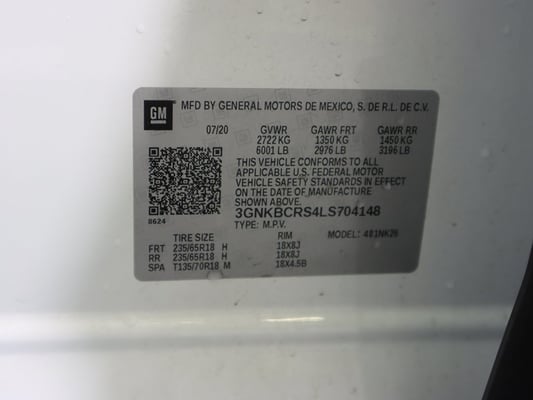 GM MFD BY GENERAL MOTORS DE MEXICO, S. DE R.L. DE C.V.
07/20 GVWR GAWR FRT GAWR RR
2722 KG 1350 KG 1450 KG
6001 LB 2976 LB 3196 LB
THIS VEHICLE CONFORMS TO ALL
APPLICABLE U.S. FEDERAL MOTOR
VEHICLE SAFETY STANDARDS IN EFFECT
ON THE DATE OF MANUFACTURE
SHOWN ABOVE.
3GNKBCRS4LS704148
8624 TYPE: M.P.V.
TIRE SIZE RIM MODEL: 481NK26
FRT 235/65R18 H 18X8J
RR 235/65R18 H 18X8J
SPA T135/70R18 M 18X4.5B